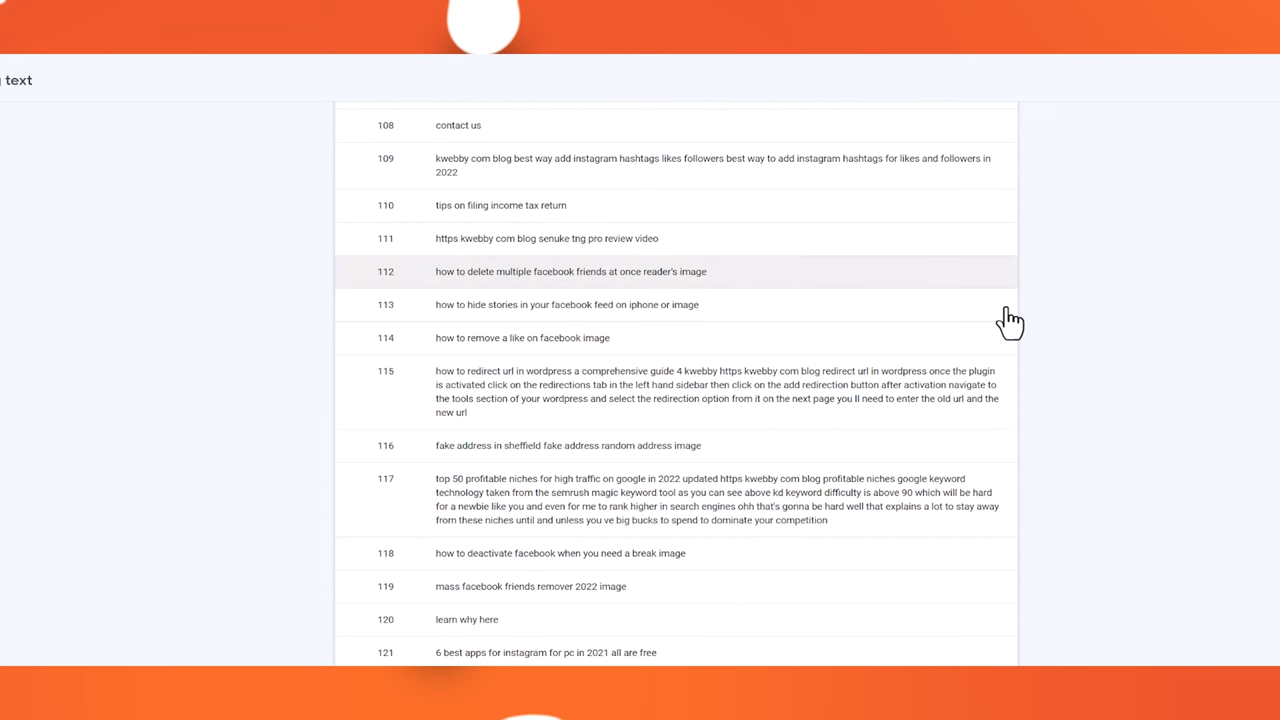 text
108 contact us
109 kwebby com blog best way add instagram hashtags likes followers best way to add instagram hashtags for likes and followers in
2022
110 tips on filing income tax return
111 https kwebby com blog senuke tng pro review video
112 how to delete multiple facebook friends at once reader's image
113 how to hide stories in your facebook feed on iphone or image
114 how to remove a like on facebook image
115 how to redirect url in wordpress a comprehensive guide 4 kwebby https kwebby com blog redirect url in wordpress once the plugin
is activated click on the redirections tab in the left hand sidebar then click on the add redirection button after activation navigate to
the tools section of your wordpress and select the redirection option from it on the next page you ll need to enter the old url and the
new url
116 fake address in sheffield fake address random address image
117 top 50 profitable niches for high traffic on google in 2022 updated https kwebby com blog profitable niches google keyword
technology taken from the semrush magic keyword tool as you can see above kd keyword difficulty is above 90 which will be hard
for a newbie like you and even for me to rank higher in search engines ohh that's gonna be hard well that explains a lot to stay away
from these niches until and unless you ve big bucks to spend to dominate your competition
118 how to deactivate facebook when you need a break image
119 mass facebook friends remover 2022 image
120 learn why here
121 6 best apps for instagram for pc in 2021 all are free